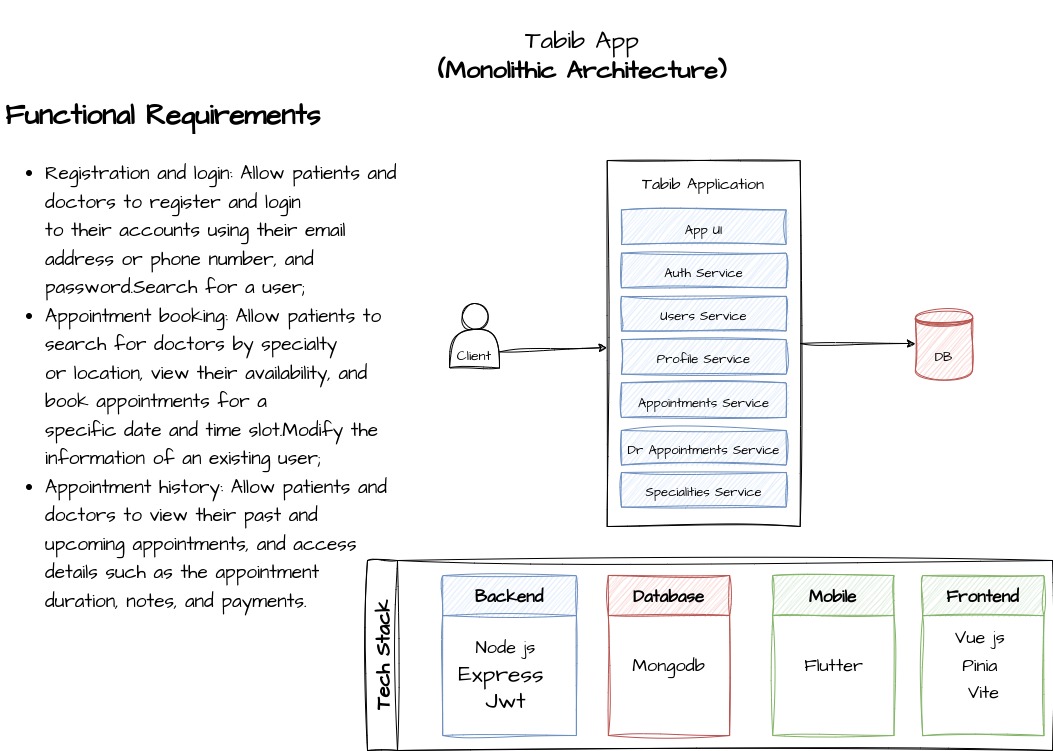 Tabib App
(Monolithic Architecture)
Functional Requirements
• Registration and login: Allow patients and
doctors to register and login
to their accounts using their email
address or phone number, and
password.Search for a user;
• Appointment booking: Allow patients to
search for doctors by specialty
or location, view their availability, and
book appointments for a
specific date and time slot.Modify the
information of an existing user;
• Appointment history: Allow patients and
doctors to view their past and
upcoming appointments, and access
details such as the appointment
duration, notes, and payments.
Client
Tabib Application
App UI
Auth Service
Users Service
Profile Service
Appointments Service
Dr Appointments Service
Specialities Service
DB
Tech Stack
Backend
Node js
Express
Jwt
Database
Mongodb
Mobile
Flutter
Frontend
Vue js
Pinia
Vite